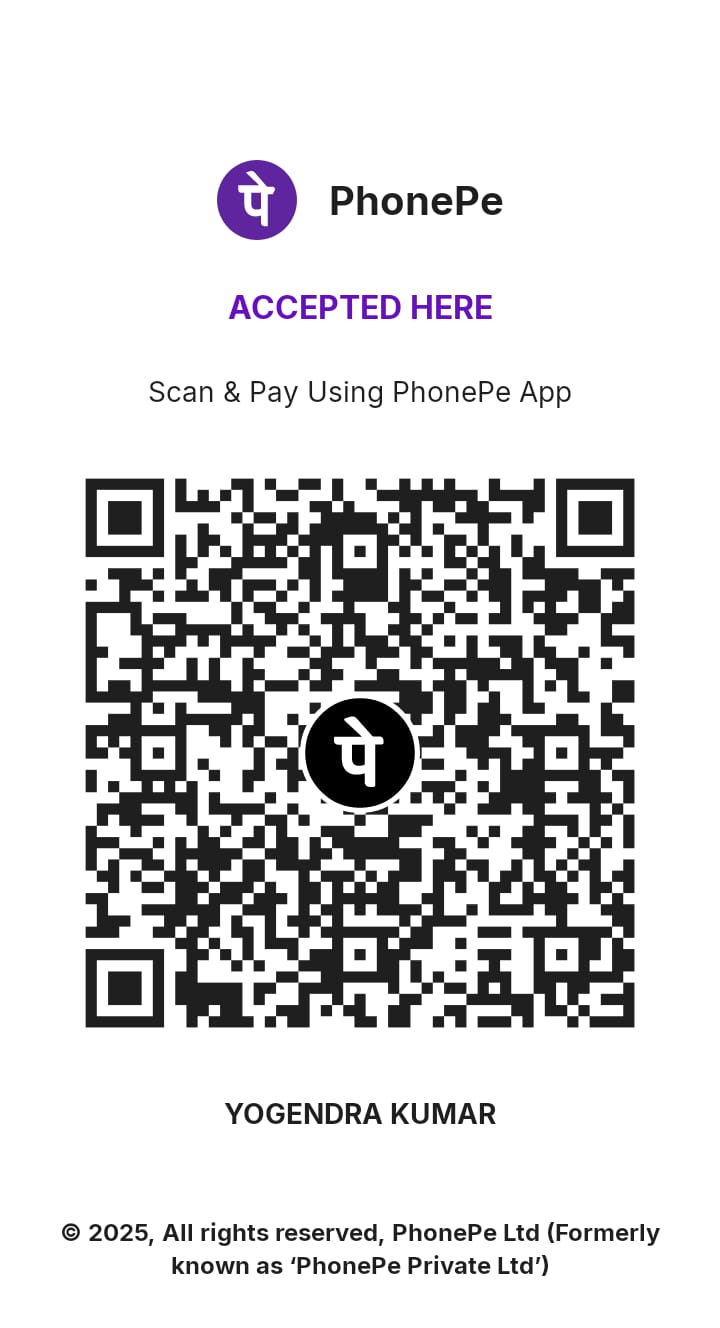 पे PhonePe
ACCEPTED HERE
Scan & Pay Using PhonePe App
पे
YOGENDRA KUMAR
© 2025, All rights reserved, PhonePe Ltd (Formerly
known as ‘PhonePe Private Ltd’)